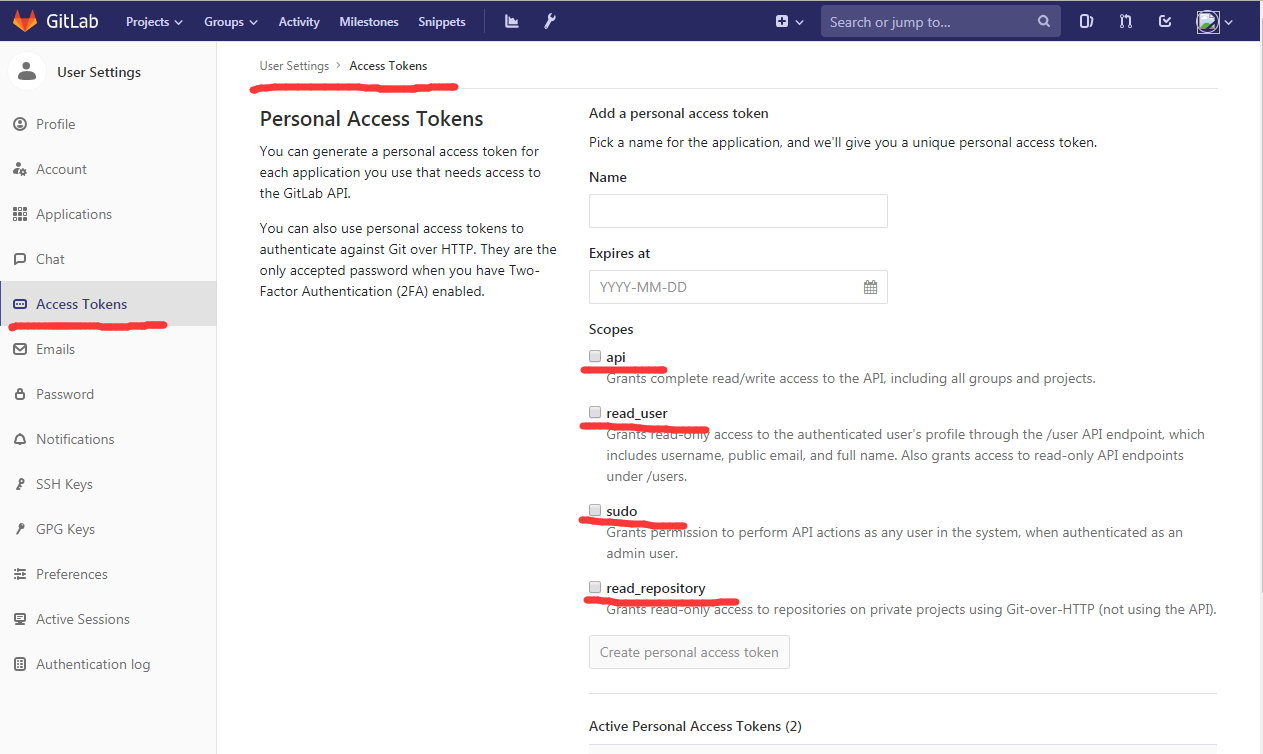 GitLab Projects Groups Activity Milestones Snippets Search or jump to...
User Settings
Profile
Account
Applications
Chat
Access Tokens
Emails
Password
Notifications
SSH Keys
GPG Keys
Preferences
Active Sessions
Authentication log
User Settings > Access Tokens
Personal Access Tokens
You can generate a personal access token for
each application you use that needs access to
the GitLab API.
You can also use personal access tokens to
authenticate against Git over HTTP. They are the
only accepted password when you have Two-
Factor Authentication (2FA) enabled.
Add a personal access token
Pick a name for the application, and we'll give you a unique personal access token.
Name
Expires at
YYYY-MM-DD
Scopes
api
Grants complete read/write access to the API, including all groups and projects.
read_user
Grants read-only access to the authenticated user's profile through the /user API endpoint, which
includes username, public email, and full name. Also grants access to read-only API endpoints
under /users.
sudo
Grants permission to perform API actions as any user in the system, when authenticated as an
admin user.
read_repository
Grants read-only access to repositories on private projects using Git-over-HTTP (not using the API).
Create personal access token
Active Personal Access Tokens (2)